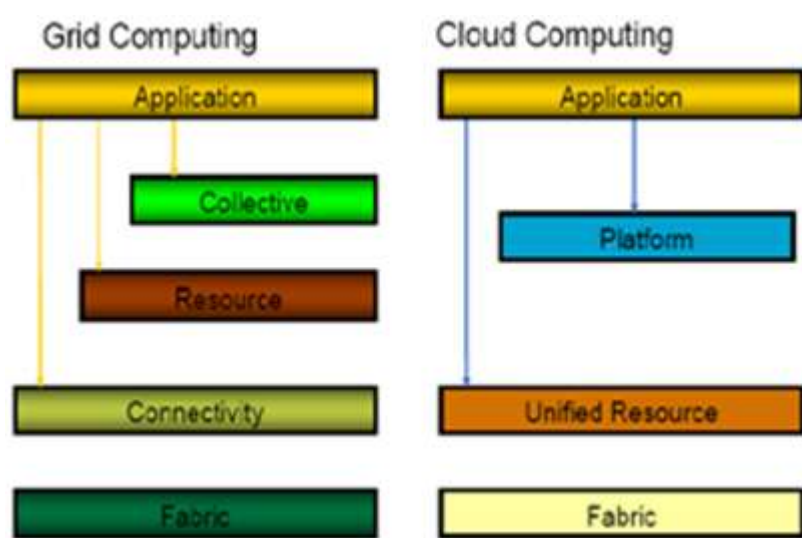 Grid Computing
Application
Collective
Resource
Connectivity
Fabric
Cloud Computing
Application
Platform
Unified Resource
Fabric